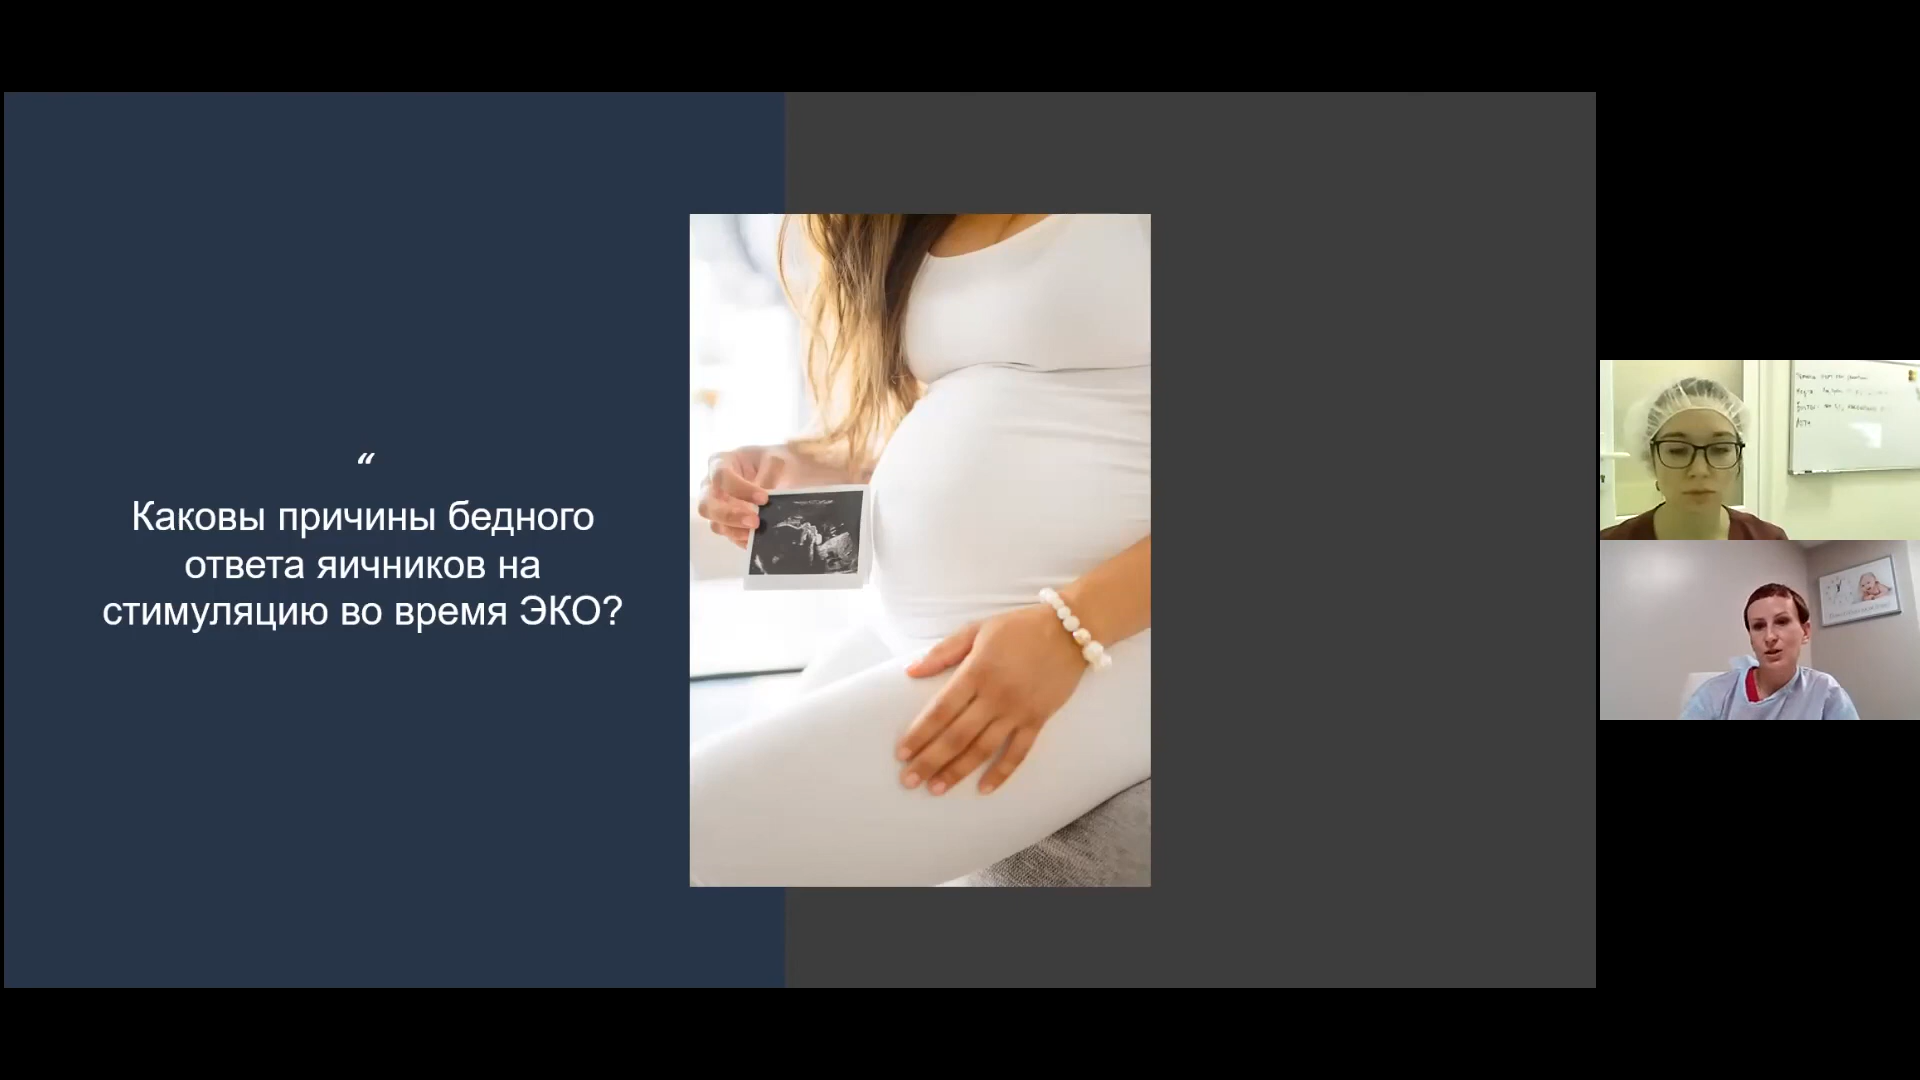 “
Каковы причины бедного
ответа яичников на
стимуляцию во время ЭКО?